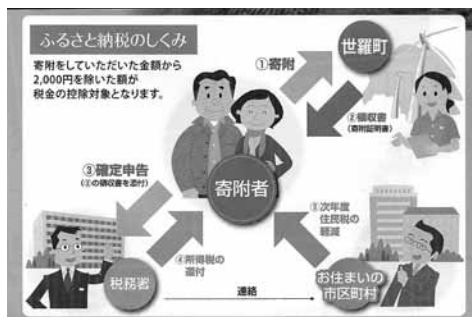 ふるさと納税のしくみ
寄附をしていただいた金額から
2,000円を除いた額が
税金の控除対象となります。
①寄附
世羅町
②領収書
(寄附証明書)
③確定申告
(②の領収書を添付)
寄附者
⑤次年度
住民税の
軽減
税務署
④所得税の
還付
連絡
お住まいの
市区町村